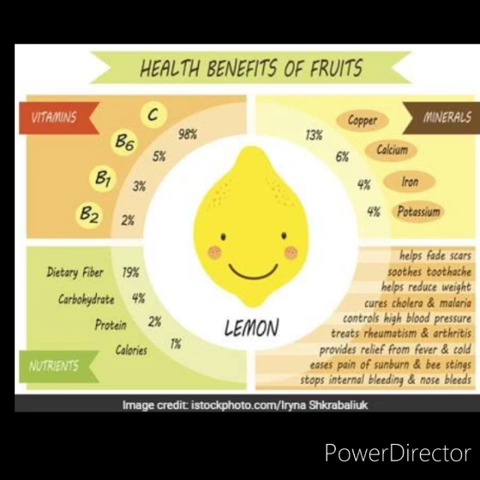 HEALTH BENEFITS OF FRUITS
VITAMINS
C 98%
B6 5%
B1 3%
B2 2%
MINERALS
13% Copper
6% Calcium
4% Iron
4% Potassium
Dietary Fiber 19%
Carbohydrate 4%
Protein 2%
Calories 1%
NUTRIENTS
LEMON
helps fade scars
soothes toothache
helps reduce weight
cures cholera & malaria
controls high blood pressure
treats rheumatism & arthritis
provides relief from fever & cold
eases pain of sunburn & bee stings
stops internal bleeding & nose bleeds
Image credit: istockphoto.com/Iryna Shkrabaliuk
PowerDirector